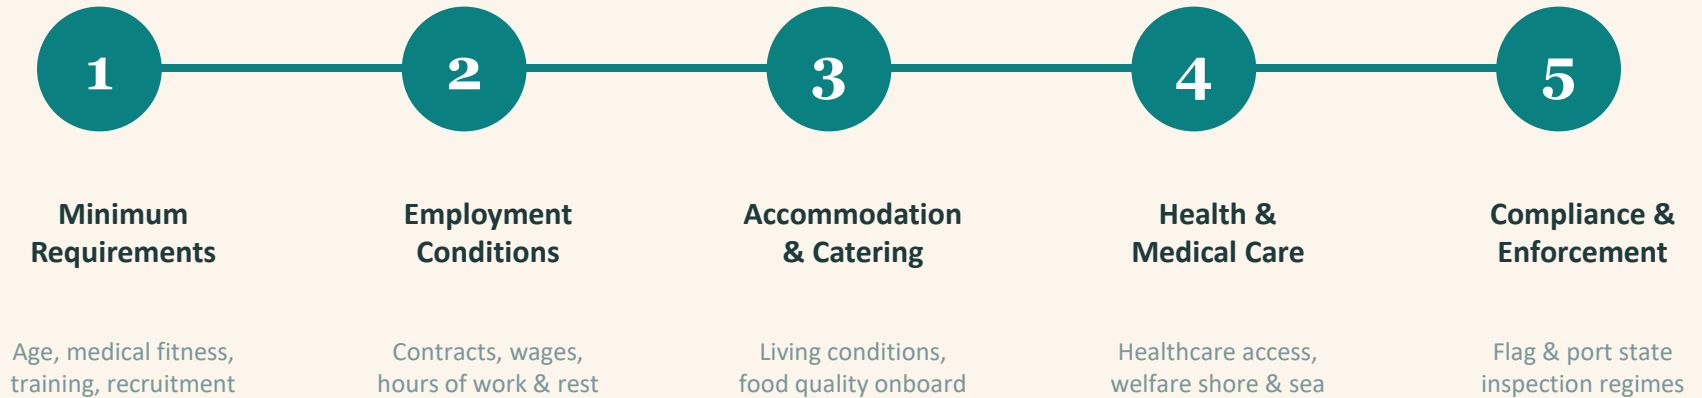 1
2
3
4
5
Minimum
Requirements
Employment
Conditions
Accommodation
& Catering
Health &
Medical Care
Compliance &
Enforcement
Age, medical fitness,
training, recruitment
Contracts, wages,
hours of work & rest
Living conditions,
food quality onboard
Healthcare access,
welfare shore & sea
Flag & port state
inspection regimes